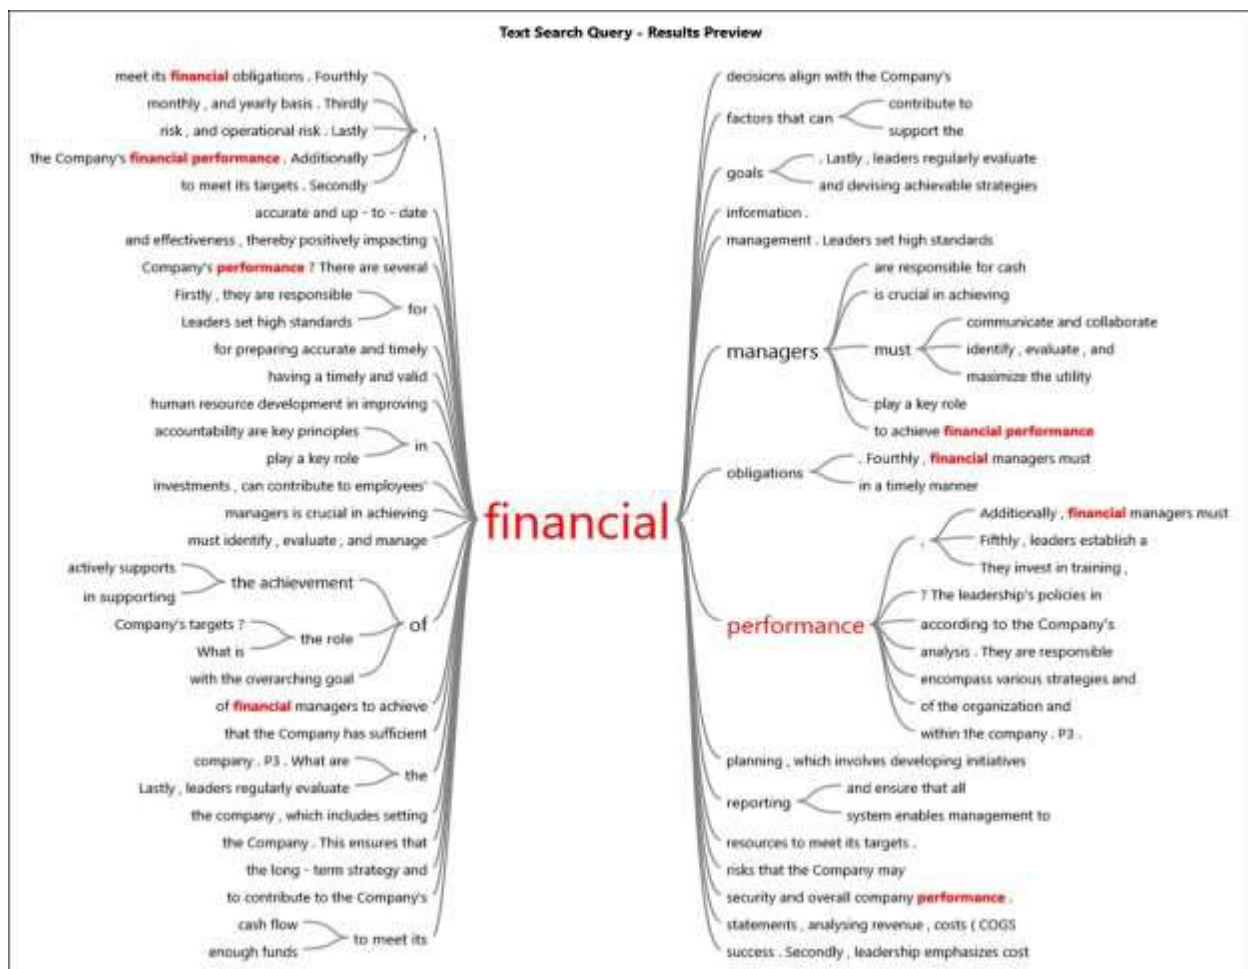 Text Search Query - Results Preview
meet its financial obligations . Fourthly
monthly , and yearly basis . Thirdly
risk , and operational risk . Lastly
the Company's financial performance . Additionally
to meet its targets . Secondly
,
accurate and up - to - date
and effectiveness , thereby positively impacting
Company's performance ? There are several
Firstly , they are responsible
Leaders set high standards
for
for preparing accurate and timely
having a timely and valid
human resource development in improving
accountability are key principles
play a key role
in
investments , can contribute to employees'
managers is crucial in achieving
must identify , evaluate , and manage
actively supports
in supporting
the achievement
Company's targets ?
What is
the role
with the overarching goal
of
of financial managers to achieve
that the Company has sufficient
company . P3 . What are
Lastly , leaders regularly evaluate
the
the company , which includes setting
the Company . This ensures that
the long - term strategy and
to contribute to the Company's
cash flow
enough funds
to meet its
financial
decisions align with the Company's
factors that can
contribute to
support the
goals
. Lastly , leaders regularly evaluate
and devising achievable strategies
information .
management . Leaders set high standards
managers
are responsible for cash
is crucial in achieving
must
communicate and collaborate
identify , evaluate , and
maximize the utility
play a key role
to achieve financial performance
obligations
. Fourthly , financial managers must
in a timely manner
performance
.
Additionally , financial managers must
Fifthly , leaders establish a
They invest in training ,
? The leadership's policies in
according to the Company's
analysis . They are responsible
encompass various strategies and
of the organization and
within the company . P3 .
planning , which involves developing initiatives
reporting
and ensure that all
system enables management to
resources to meet its targets .
risks that the Company may
security and overall company performance .
statements , analysing revenue , costs ( COGS
success . Secondly , leadership emphasizes cost